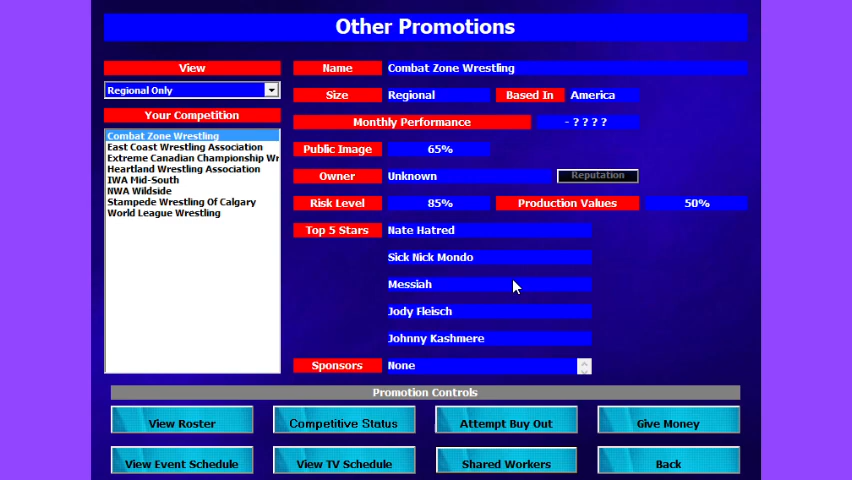 Other Promotions
View
Regional Only
Your Competition
Combat Zone Wrestling
East Coast Wrestling Association
Extreme Canadian Championship Wr
Heartland Wrestling Association
IWA Mid-South
NWA Wildside
Stampede Wrestling Of Calgary
World League Wrestling
Name Combat Zone Wrestling
Size Regional Based In America
Monthly Performance - ? ? ? ?
Public Image 65%
Owner Unknown Reputation
Risk Level 85% Production Values 50%
Top 5 Stars Nate Hatred
Sick Nick Mondo
Messiah
Jody Fleisch
Johnny Kashmere
Sponsors None
Promotion Controls
View Roster Competitive Status Attempt Buy Out Give Money
View Event Schedule View TV Schedule Shared Workers Back